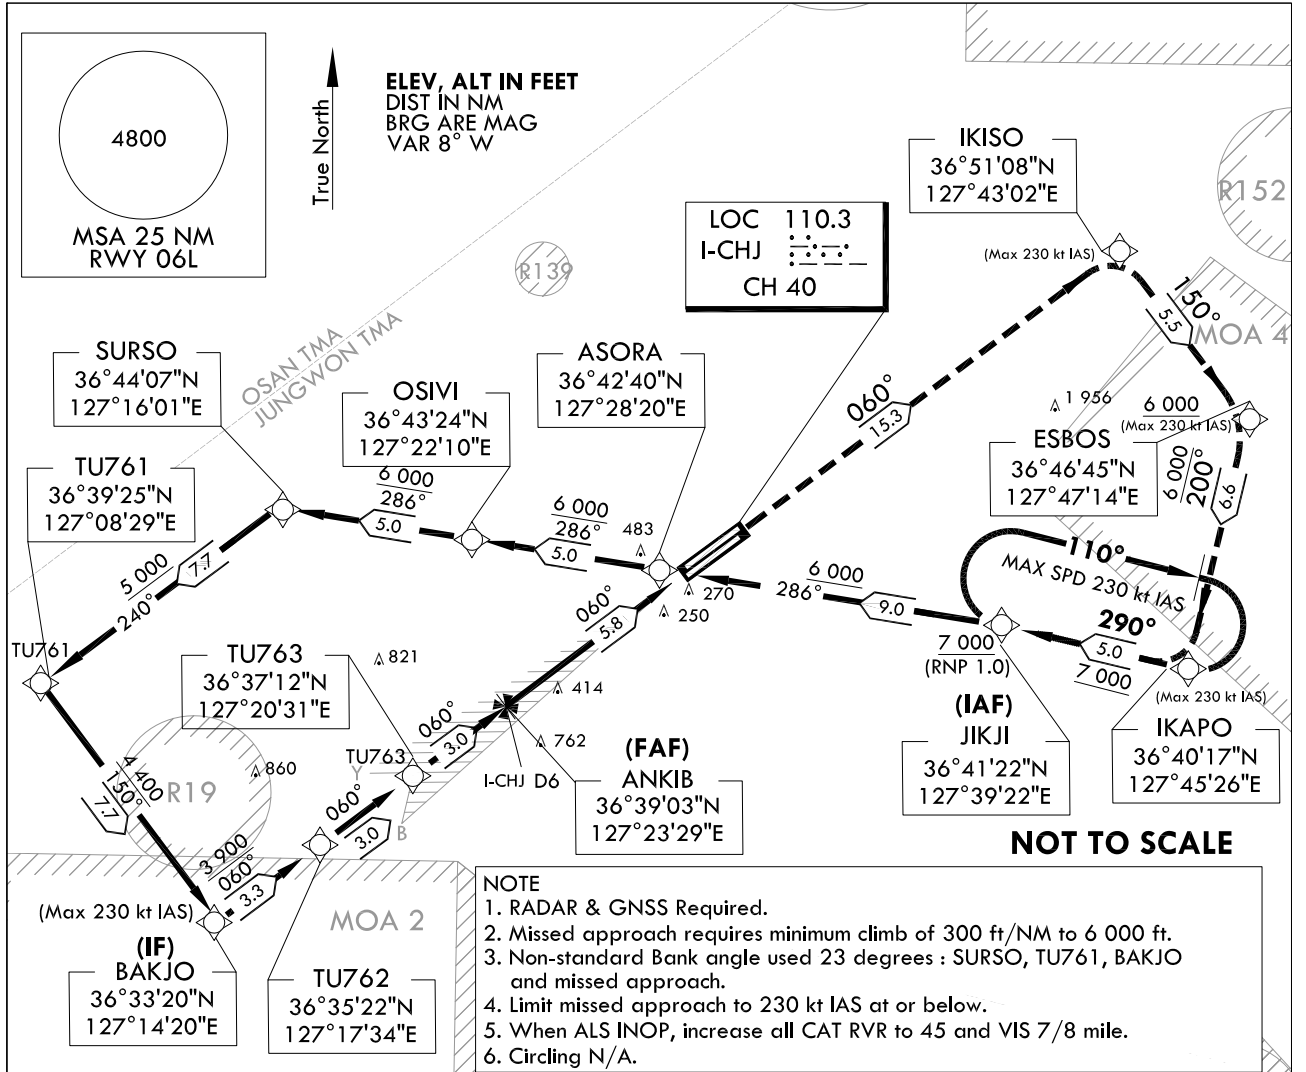 4800
MSA 25 NM
RWY 06L
True North
ELEV, ALT IN FEET
DIST IN NM
BRG ARE MAG
VAR 8° W
IKISO
36°51'08"N
127°43'02"E
R152
LOC 110.3
I-CHJ
CH 40
(Max 230 kt IAS)
R139
150°
5.5
MOA 4
OSAN TMA
JUNGWON TMA
SURSO
36°44'07"N
127°16'01"E
OSIVI
36°43'24"N
127°22'10"E
ASORA
36°42'40"N
127°28'20"E
060°
15.3
1 956
6 000
(Max 230 kt IAS)
ESBOS
36°46'45"N
127°47'14"E
6 000
200°
6.6
TU761
36°39'25"N
127°08'29"E
6 000
286°
5.0
6 000
286°
5.0
483
5 000
7.7
240°
110°
MAX SPD 230 kt IAS
6 000
286°
9.0
270
250
060°
5.8
290°
5.0
7 000
7 000
(RNP 1.0)
(Max 230 kt IAS)
TU761
TU763
36°37'12"N
127°20'31"E
821
414
060°
3.0
762
I-CHJ D6
TU763
Y
B
(FAF)
ANKIB
36°39'03"N
127°23'29"E
(IAF)
JIKJI
36°41'22"N
127°39'22"E
IKAPO
36°40'17"N
127°45'26"E
NOT TO SCALE
4 400
150°
7.7
R19
860
060°
3.0
3 900
060°
3.3
(Max 230 kt IAS)
MOA 2
(IF)
BAKJO
36°33'20"N
127°14'20"E
TU762
36°35'22"N
127°17'34"E
NOTE
1. RADAR & GNSS Required.
2. Missed approach requires minimum climb of 300 ft/NM to 6 000 ft.
3. Non-standard Bank angle used 23 degrees : SURSO, TU761, BAKJO
and missed approach.
4. Limit missed approach to 230 kt IAS at or below.
5. When ALS INOP, increase all CAT RVR to 45 and VIS 7/8 mile.
6. Circling N/A.